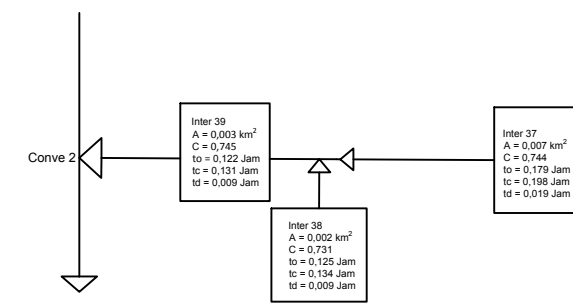 Conve 2
Inter 39
A = 0,003 km²
C = 0,745
to = 0,122 Jam
tc = 0,131 Jam
td = 0,009 Jam
Inter 38
A = 0,002 km²
C = 0,731
to = 0,125 Jam
tc = 0,134 Jam
td = 0,009 Jam
Inter 37
A = 0,007 km²
C = 0,744
to = 0,179 Jam
tc = 0,198 Jam
td = 0,019 Jam